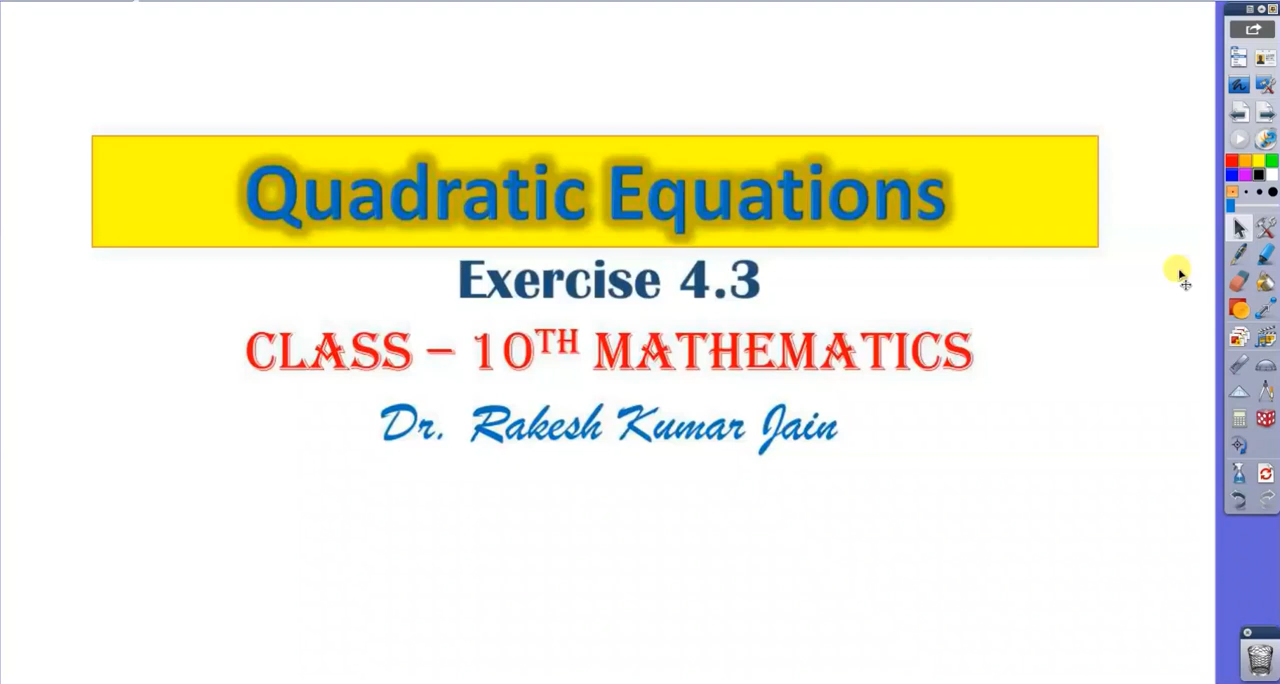 Quadratic Equations
Exercise 4.3
CLASS – 10TH MATHEMATICS
Dr. Rakesh Kumar Jain